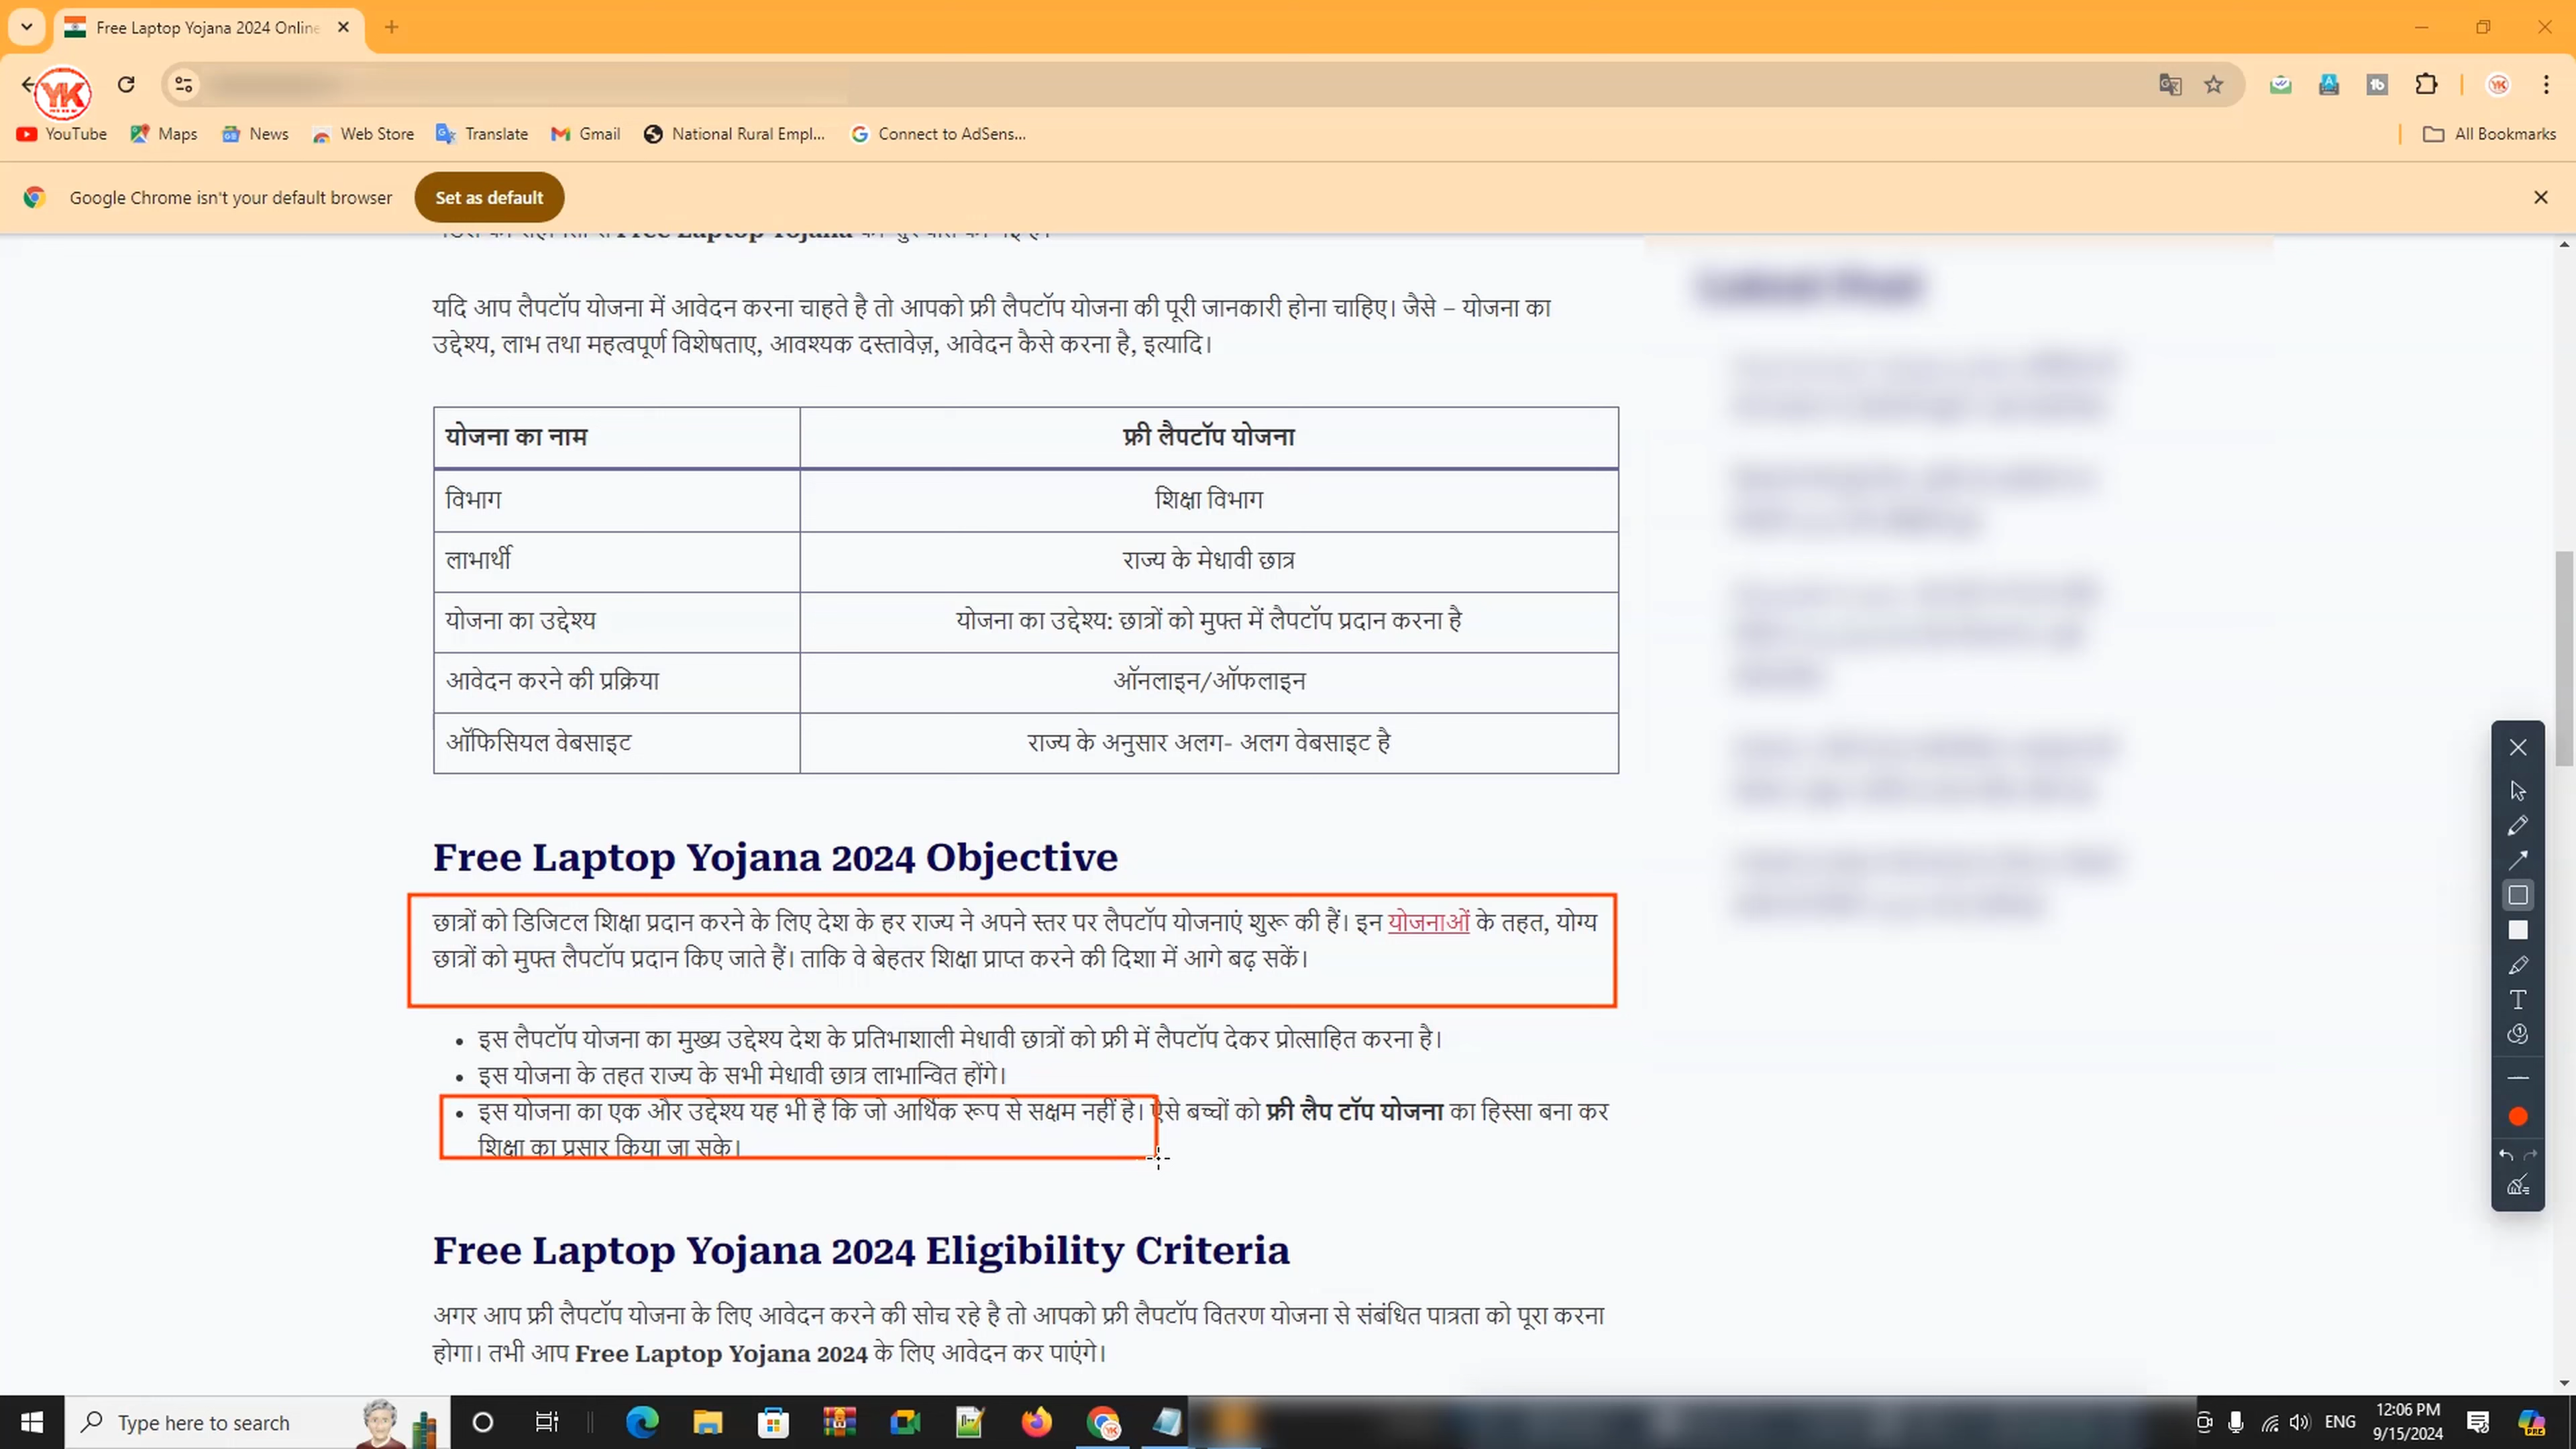 Free Laptop Yojana 2024 Online
YK
YouTube Maps News Web Store Translate Gmail National Rural Empl... Connect to AdSens... All Bookmarks
Google Chrome isn't your default browser Set as default
Free Laptop Yojana
यदि आप लैपटॉप योजना में आवेदन करना चाहते है तो आपको फ्री लैपटॉप योजना की पूरी जानकारी होना चाहिए। जैसे – योजना का
उद्देश्य, लाभ तथा महत्वपूर्ण विशेषताए, आवश्यक दस्तावेज़, आवेदन कैसे करना है, इत्यादि।
योजना का नाम फ्री लैपटॉप योजना
विभाग शिक्षा विभाग
लाभार्थी राज्य के मेधावी छात्र
योजना का उद्देश्य योजना का उद्देश्य: छात्रों को मुफ्त में लैपटॉप प्रदान करना है
आवेदन करने की प्रक्रिया ऑनलाइन/ऑफलाइन
ऑफिसियल वेबसाइट राज्य के अनुसार अलग- अलग वेबसाइट है
Free Laptop Yojana 2024 Objective
छात्रों को डिजिटल शिक्षा प्रदान करने के लिए देश के हर राज्य ने अपने स्तर पर लैपटॉप योजनाएं शुरू की हैं। इन योजनाओं के तहत, योग्य
छात्रों को मुफ्त लैपटॉप प्रदान किए जाते हैं। ताकि वे बेहतर शिक्षा प्राप्त करने की दिशा में आगे बढ़ सकें।
• इस लैपटॉप योजना का मुख्य उद्देश्य देश के प्रतिभाशाली मेधावी छात्रों को फ्री में लैपटॉप देकर प्रोत्साहित करना है।
• इस योजना के तहत राज्य के सभी मेधावी छात्र लाभान्वित होंगे।
• इस योजना का एक और उद्देश्य यह भी है कि जो आर्थिक रूप से सक्षम नहीं है। ऐसे बच्चों को फ्री लैप टॉप योजना का हिस्सा बना कर
शिक्षा का प्रसार किया जा सके।
Free Laptop Yojana 2024 Eligibility Criteria
अगर आप फ्री लैपटॉप योजना के लिए आवेदन करने की सोच रहे है तो आपको फ्री लैपटॉप वितरण योजना से संबंधित पात्रता को पूरा करना
होगा। तभी आप Free Laptop Yojana 2024 के लिए आवेदन कर पाएंगे।
Type here to search ENG 12:06 PM
9/15/2024